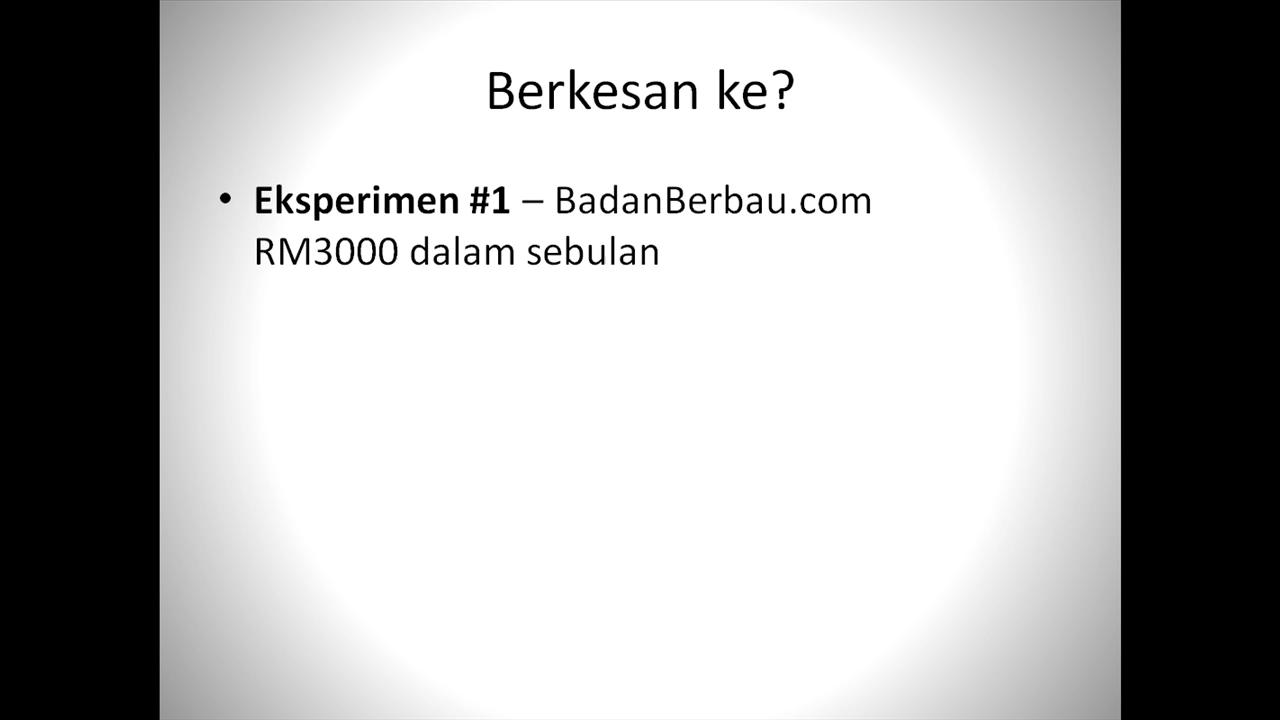 Berkesan ke?
• Eksperimen #1 – BadanBerbau.com
RM3000 dalam sebulan